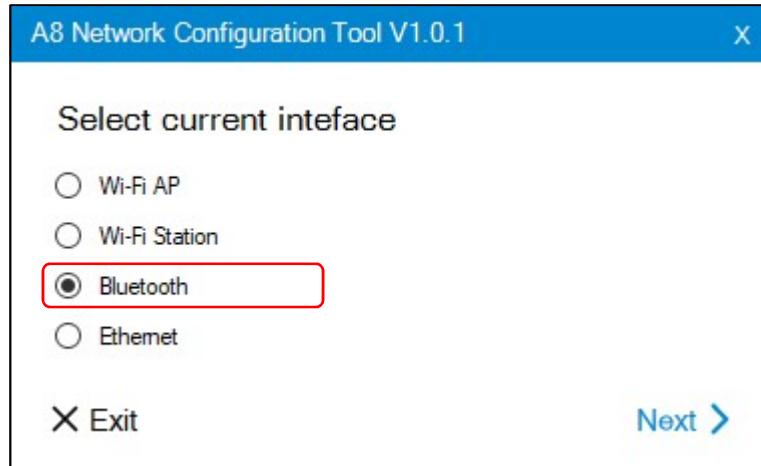 A8 Network Configuration Tool V1.0.1 X
Select current inteface
Wi-Fi AP
Wi-Fi Station
Bluetooth
Ethernet
Exit Next